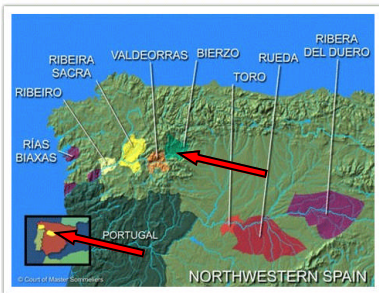 RIBERA
DEL DUERO
VALDEORRAS BIERZO RUEDA
RIBEIRA
SACRA
TORO
RIBEIRO
RÍAS
BIAXAS
PORTUGAL
© Court of Master Sommeliers
NORTHWESTERN SPAIN